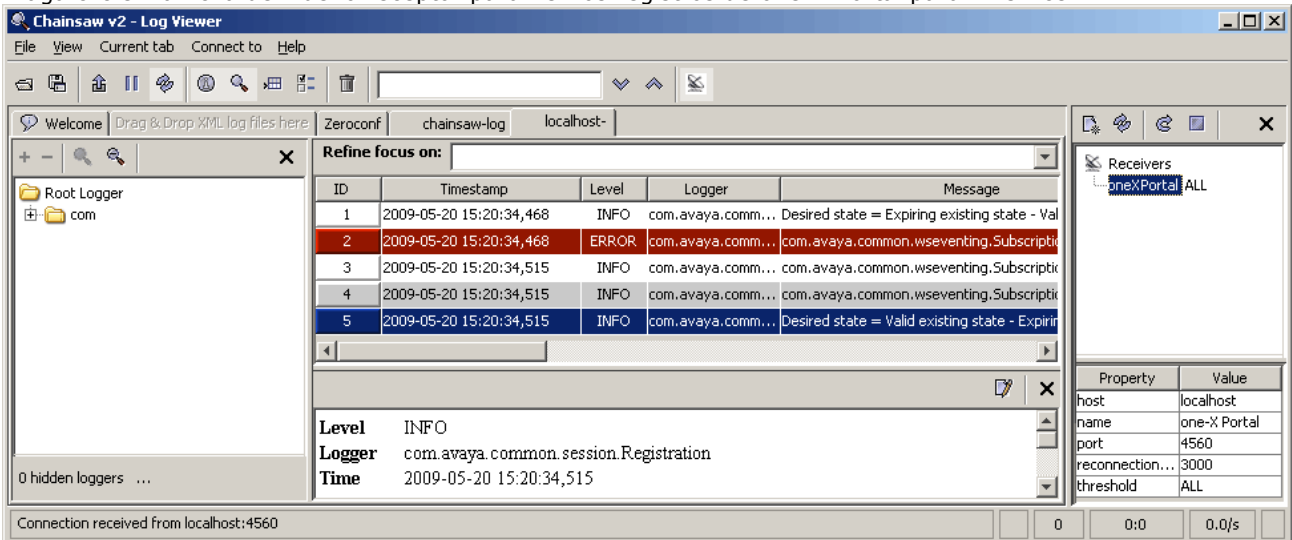 Chainsaw v2 - Log Viewer
File View Current tab Connect to Help
Welcome Drag & Drop XML log files here Zeroconf chainsaw-log localhost-
Refine focus on:
Root Logger
com
0 hidden loggers ...
ID Timestamp Level Logger Message
1 2009-05-20 15:20:34,468 INFO com.avaya.comm... Desired state = Expiring existing state - Val
2 2009-05-20 15:20:34,468 ERROR com.avaya.comm... com.avaya.common.wseventing.Subscriptic
3 2009-05-20 15:20:34,515 INFO com.avaya.comm... com.avaya.common.wseventing.Subscriptic
4 2009-05-20 15:20:34,515 INFO com.avaya.comm... com.avaya.common.wseventing.Subscriptic
5 2009-05-20 15:20:34,515 INFO com.avaya.comm... Desired state = Valid existing state - Expirin
Level INFO
Logger com.avaya.common.session.Registration
Time 2009-05-20 15:20:34,515
Receivers
oneXPortal ALL
Property Value
host localhost
name one-X Portal
port 4560
reconnection... 3000
threshold ALL
Connection received from localhost:4560 0 0:0 0.0/s